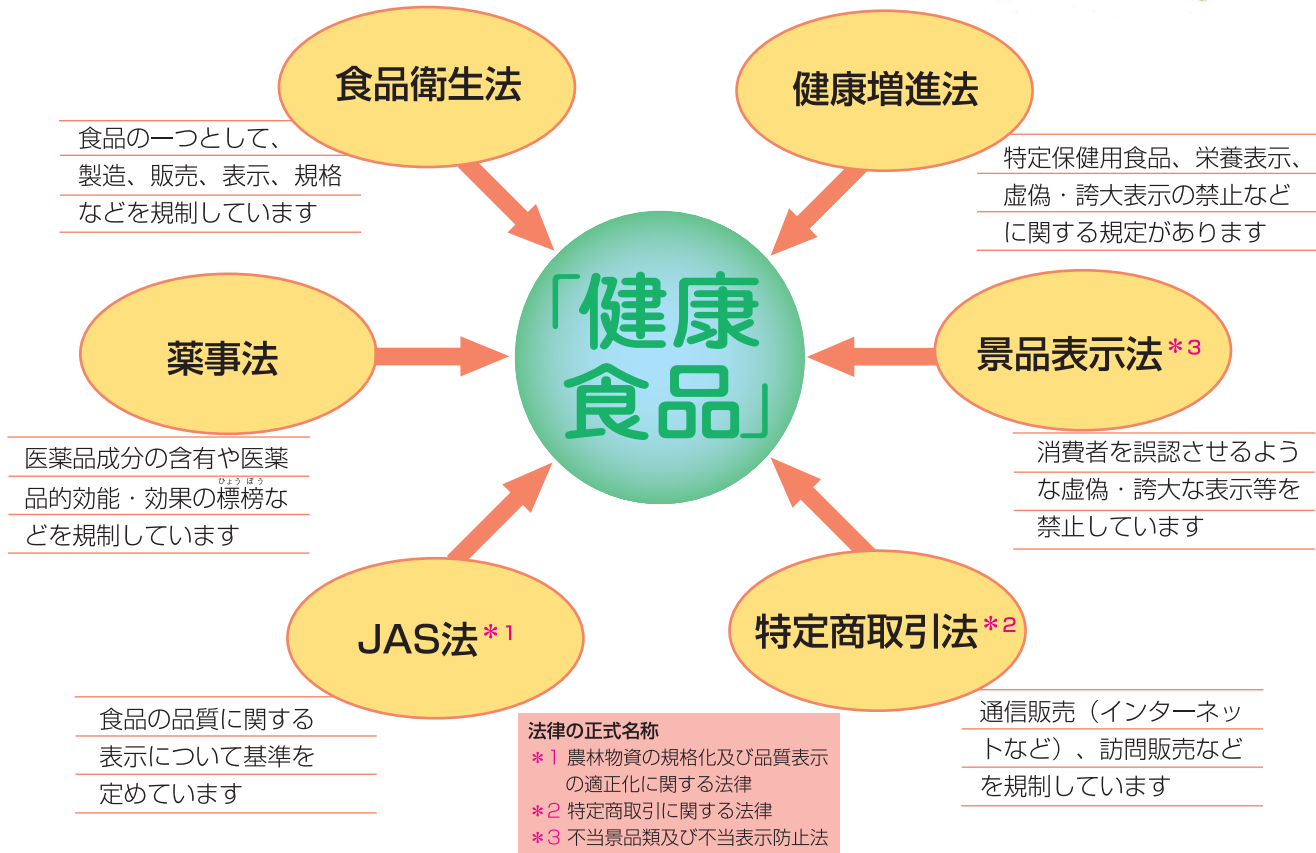 食品衛生法
食品の一つとして、
製造、販売、表示、規格
などを規制しています
健康増進法
特定保健用食品、栄養表示、
虚偽・誇大表示の禁止など
に関する規定があります
「健康
食品」
薬事法
医薬品成分の含有や医薬
ひょうぼう
品的効能・効果の標榜な
どを規制しています
景品表示法＊3
消費者を誤認させるよう
な虚偽・誇大な表示等を
禁止しています
JAS法＊1
食品の品質に関する
表示について基準を
定めています
特定商取引法＊2
通信販売（インターネッ
トなど）、訪問販売など
を規制しています
法律の正式名称
＊1 農林物資の規格化及び品質表示
の適正化に関する法律
＊2 特定商取引に関する法律
＊3 不当景品類及び不当表示防止法